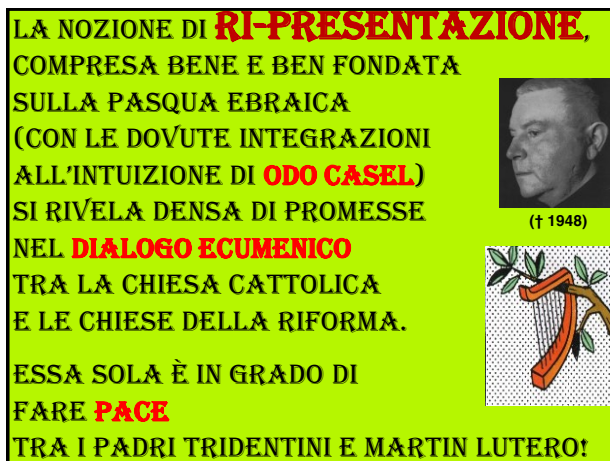 LA NOZIONE DI RI-PRESENTAZIONE,
COMPRESA BENE E BEN FONDATA
SULLA PASQUA EBRAICA
(CON LE DOVUTE INTEGRAZIONI
ALL'INTUIZIONE DI ODO CASEL)
SI RIVELA DENSA DI PROMESSE
(† 1948)
NEL DIALOGO ECUMENICO
TRA LA CHIESA CATTOLICA
E LE CHIESE DELLA RIFORMA.
ESSA SOLA È IN GRADO DI
FARE PACE
TRA I PADRI TRIDENTINI E MARTIN LUTERO!